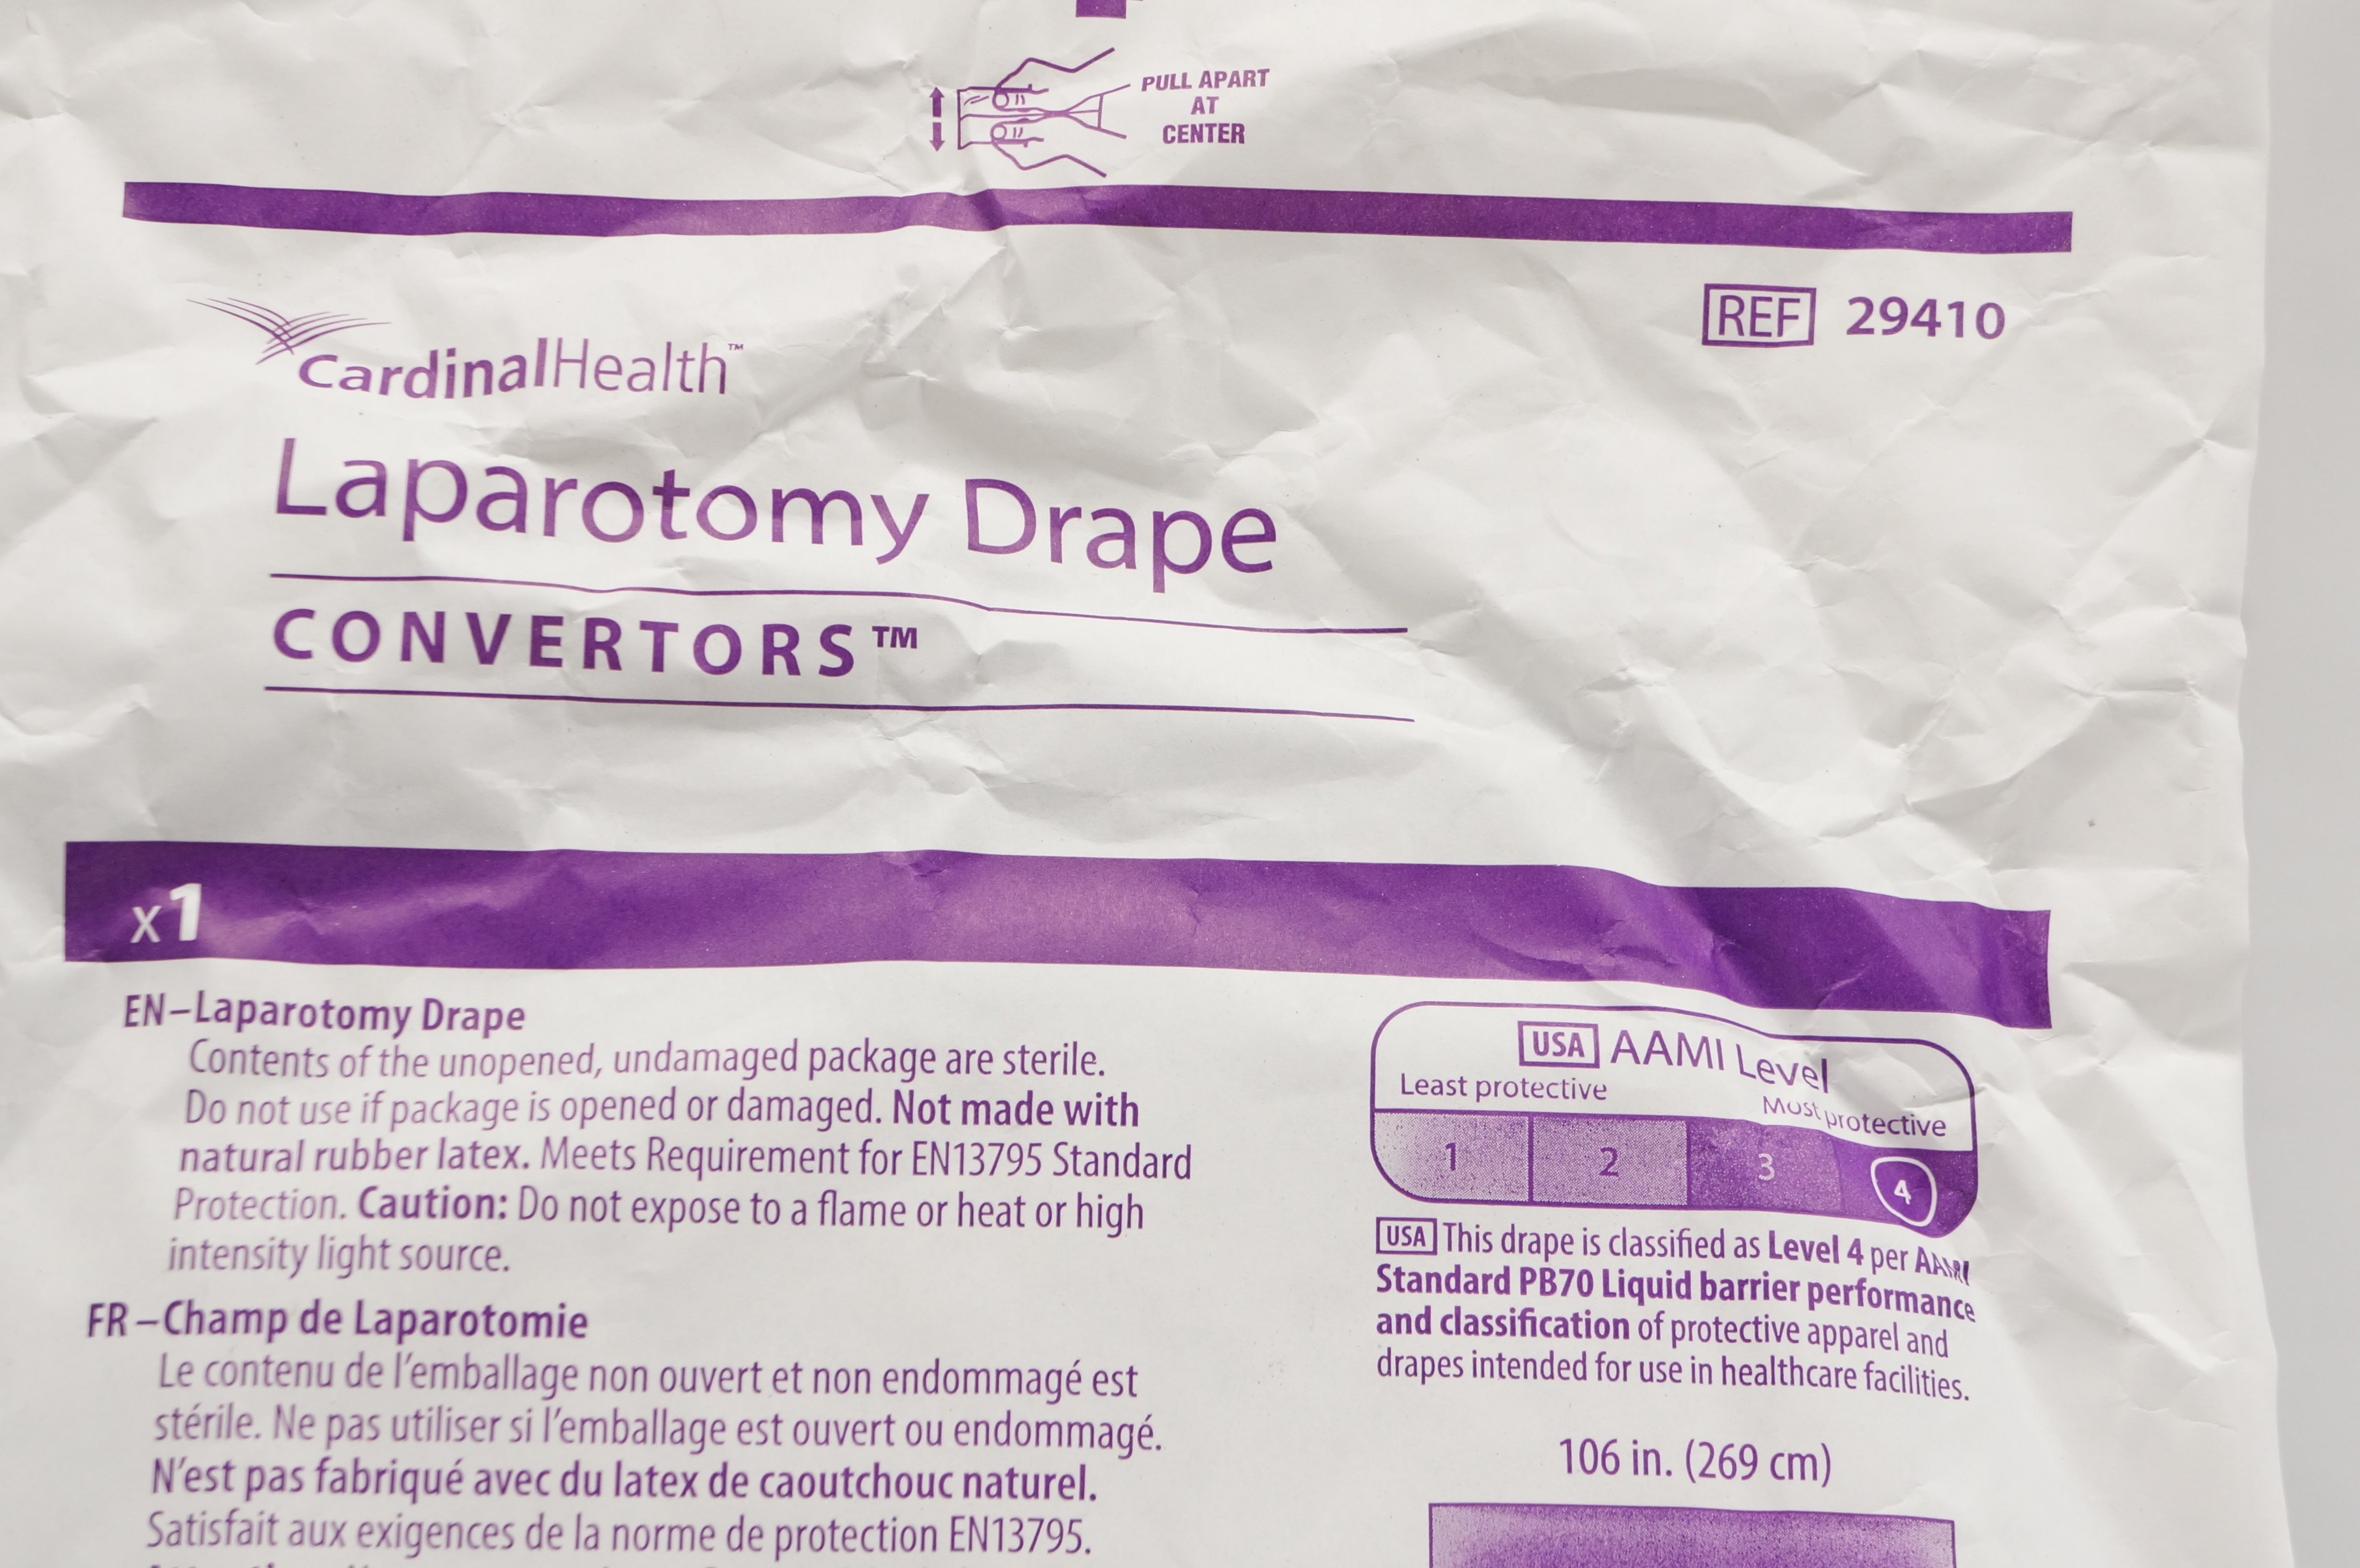 PULL APART
AT
CENTER
REF 29410
CardinalHealth™
Laparotomy Drape
CONVERTORS™
x1
EN–Laparotomy Drape
Contents of the unopened, undamaged package are sterile.
Do not use if package is opened or damaged. Not made with
natural rubber latex. Meets Requirement for EN13795 Standard
Protection. Caution: Do not expose to a flame or heat or high
intensity light source.
FR–Champ de Laparotomie
Le contenu de l'emballage non ouvert et non endommagé est
stérile. Ne pas utiliser si l'emballage est ouvert ou endommagé.
N'est pas fabriqué avec du latex de caoutchouc naturel.
Satisfait aux exigences de la norme de protection EN13795.
USA AAMI Level
Least protective Most protective
1 2 3 4
USA This drape is classified as Level 4 per AAMI
Standard PB70 Liquid barrier performance
and classification of protective apparel and
drapes intended for use in healthcare facilities.
106 in. (269 cm)